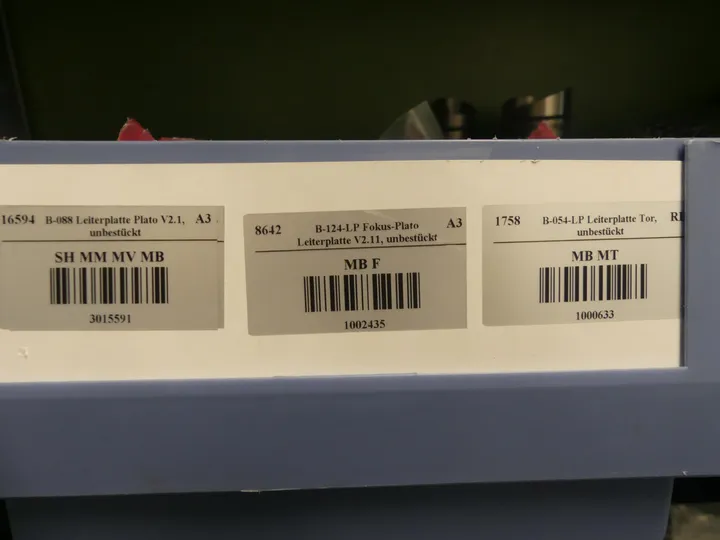 16594 B-088 Leiterplatte Plato V2.1, A3
unbestückt
SH MM MV MB
3015591
8642 B-124-LP Fokus-Plato A3
Leiterplatte V2.11, unbestückt
MB F
1002435
1758 B-054-LP Leiterplatte Tor,
unbestückt
MB MT
1000633